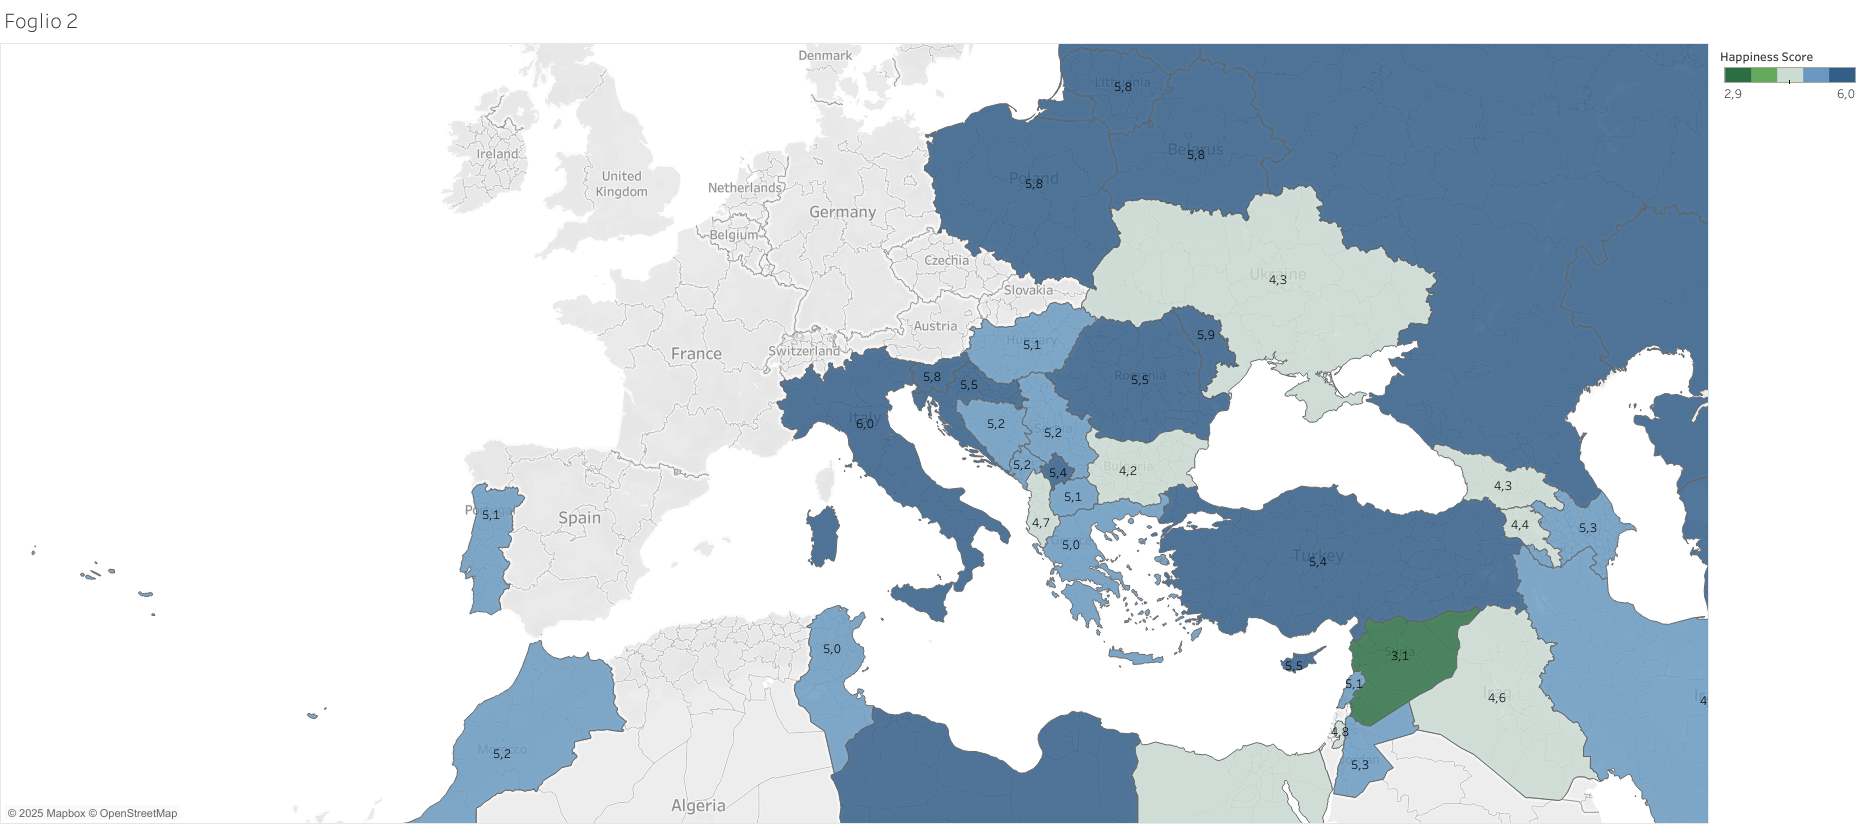 Foglio 2
Happiness Score
2,9
6,0
Denmark
Lithuania
5,8
Ireland
United
Kingdom
Netherlands
Belgium
Germany
Poland
5,8
Belarus
5,8
Czechia
Slovakia
Ukraine
4,3
Austria
Switzerland
France
Hungary
5,1
5,9
5,8
5,5
Romania
5,5
Italy
6,0
5,2
5,2
5,2
5,4
Bulgaria
4,2
5,1
4,7
5,0
4,3
4,4
5,3
Portugal
5,1
Spain
Turkey
5,4
5,0
5,5
Syria
3,1
5,1
4,8
Iraq
4,6
5,3
Morocco
5,2
Algeria
© 2025 Mapbox © OpenStreetMap